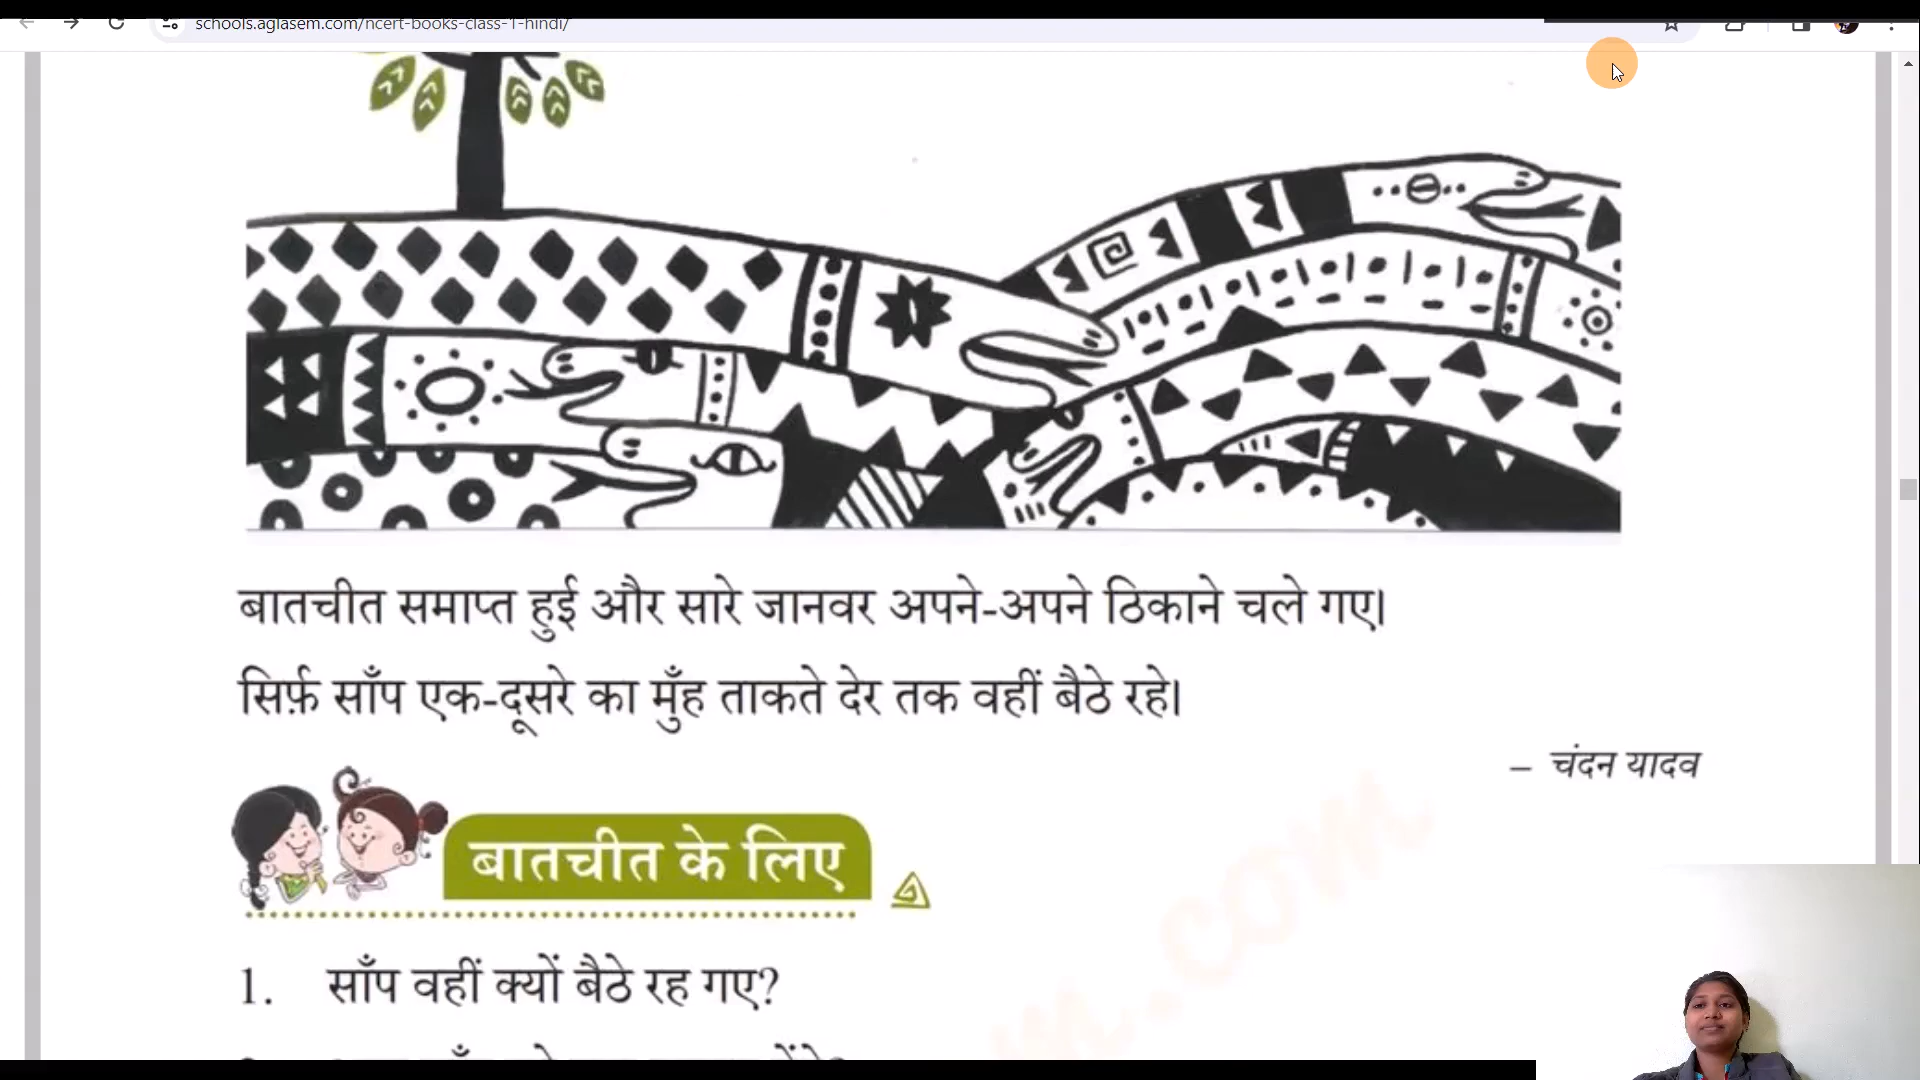 schools.aglasem.com/ncert-books-class-1-hindi/
बातचीत समाप्त हुई और सारे जानवर अपने-अपने ठिकाने चले गए।
सिर्फ़ साँप एक-दूसरे का मुँह ताकते देर तक वहीं बैठे रहे।
– चंदन यादव
बातचीत के लिए
1. साँप वहीं क्यों बैठे रह गए?